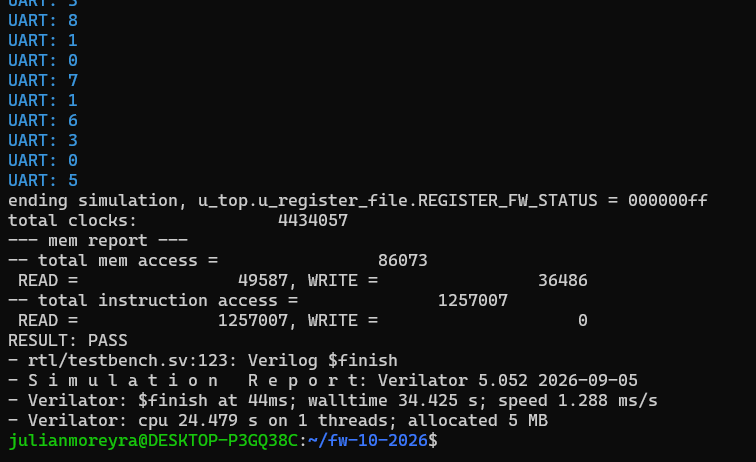 UART: 3
UART: 8
UART: 1
UART: 0
UART: 7
UART: 1
UART: 6
UART: 3
UART: 0
UART: 5
ending simulation, u_top.u_register_file.REGISTER_FW_STATUS = 000000ff
total clocks:              4434057
--- mem report ---
-- total mem access =                86073
 READ =                49587, WRITE =                36486
-- total instruction access =              1257007
 READ =              1257007, WRITE =                    0
RESULT: PASS
- rtl/testbench.sv:123: Verilog $finish
- S i m u l a t i o n   R e p o r t: Verilator 5.052 2026-09-05
- Verilator: $finish at 44ms; walltime 34.425 s; speed 1.288 ms/s
- Verilator: cpu 24.479 s on 1 threads; allocated 5 MB
julianmoreyra@DESKTOP-P3GQ38C:~/fw-10-2026$